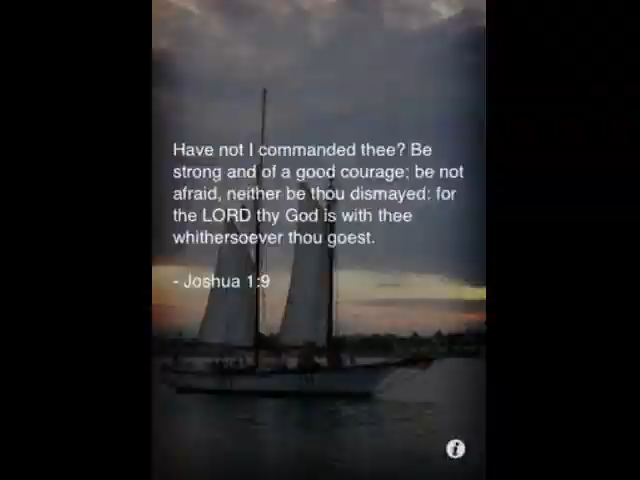 Have not I commanded thee? Be
strong and of a good courage; be not
afraid, neither be thou dismayed: for
the LORD thy God is with thee
whithersoever thou goest.
- Joshua 1:9
i